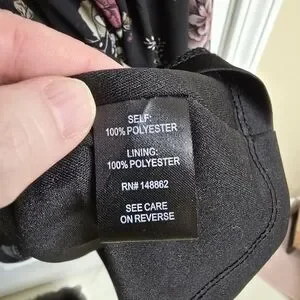 SELF:
100% POLYESTER
LINING:
100% POLYESTER
RN# 148862
SEE CARE
ON REVERSE